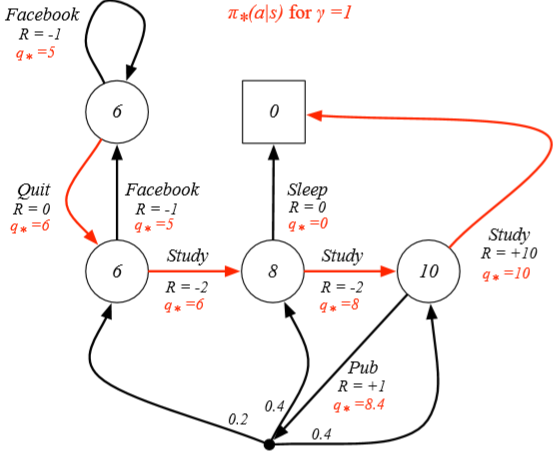 π*(a|s) for γ =1
Facebook
R = -1
q* =5
6
0
Quit
R = 0
q* =6
Facebook
R = -1
q* =5
Sleep
R = 0
q* =0
6
Study
R = -2
q* =6
8
Study
R = -2
q* =8
10
Study
R = +10
q* =10
Pub
R = +1
q* =8.4
0.2
0.4
0.4